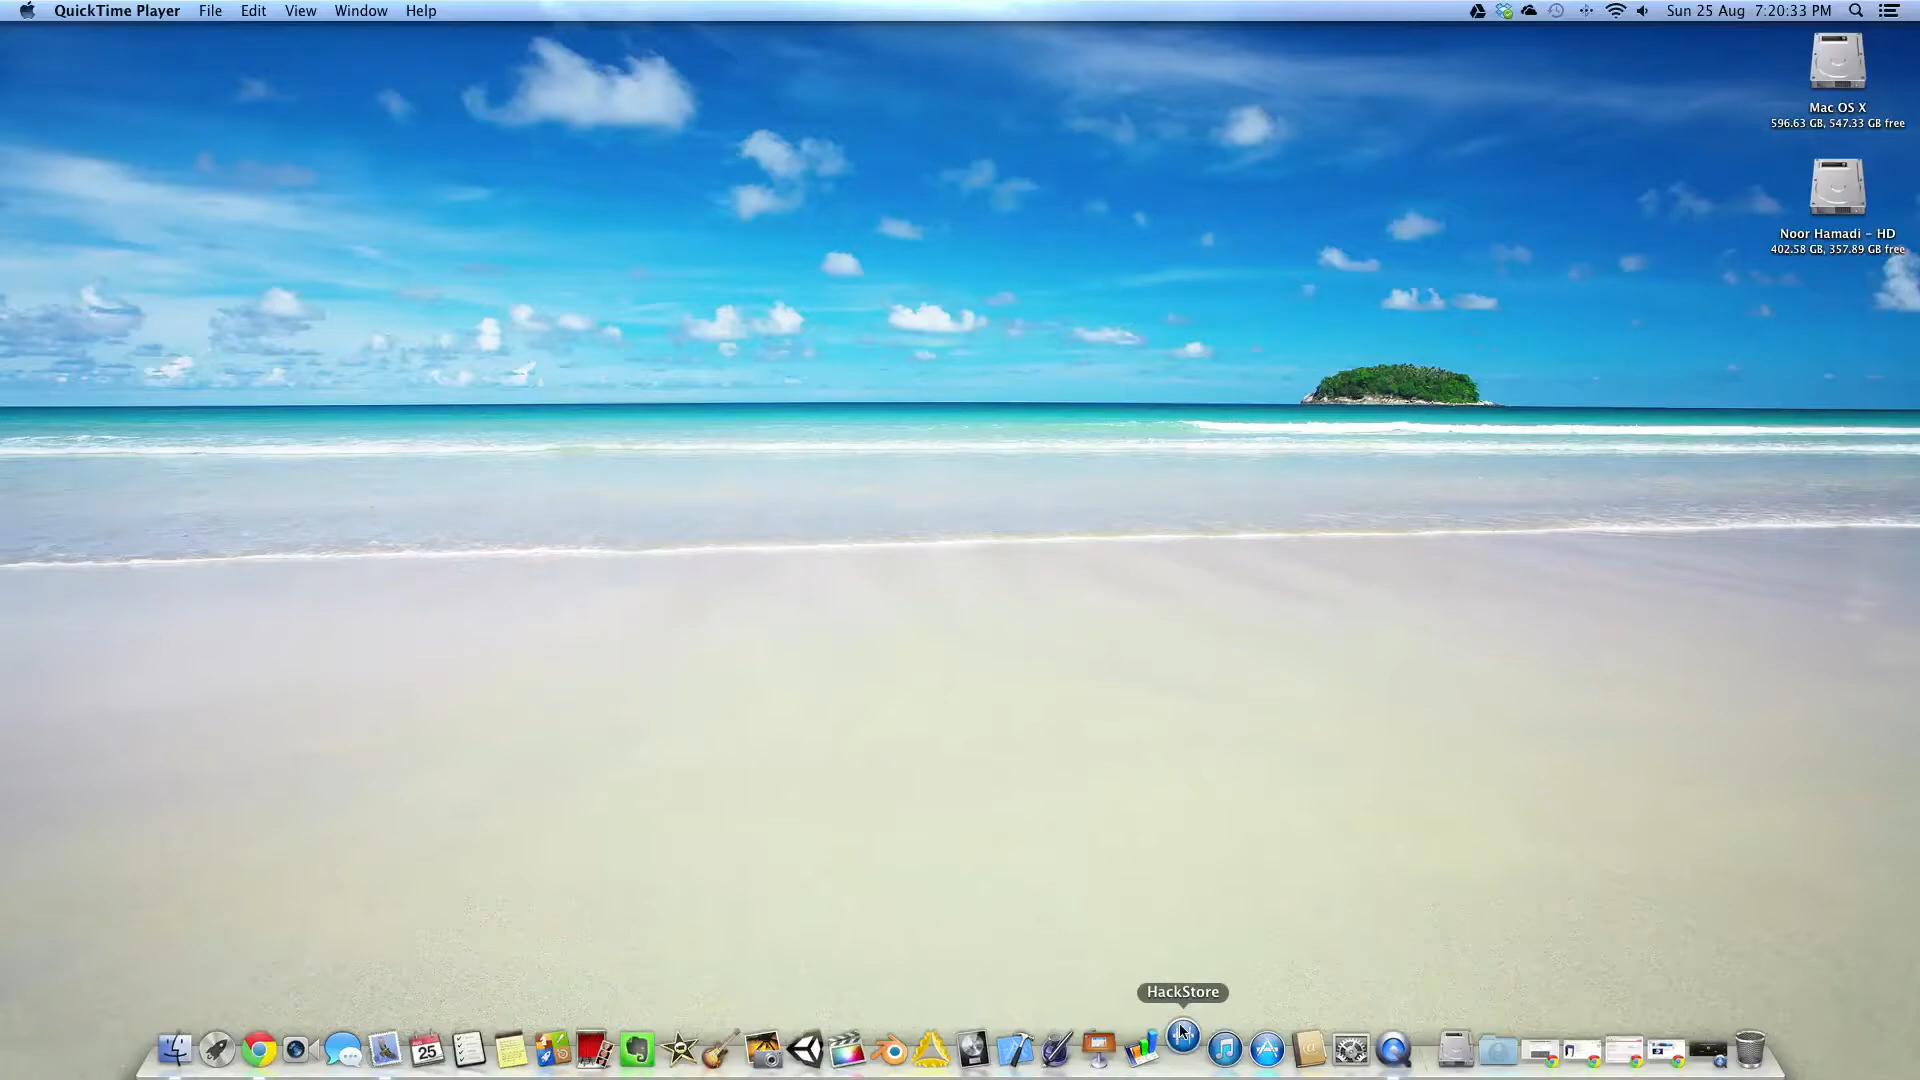 QuickTime Player File Edit View Window Help Sun 25 Aug 7:20:33 PM
Mac OS X
596.63 GB, 547.33 GB free
Noor Hamadi - HD
402.58 GB, 357.89 GB free
HackStore
25